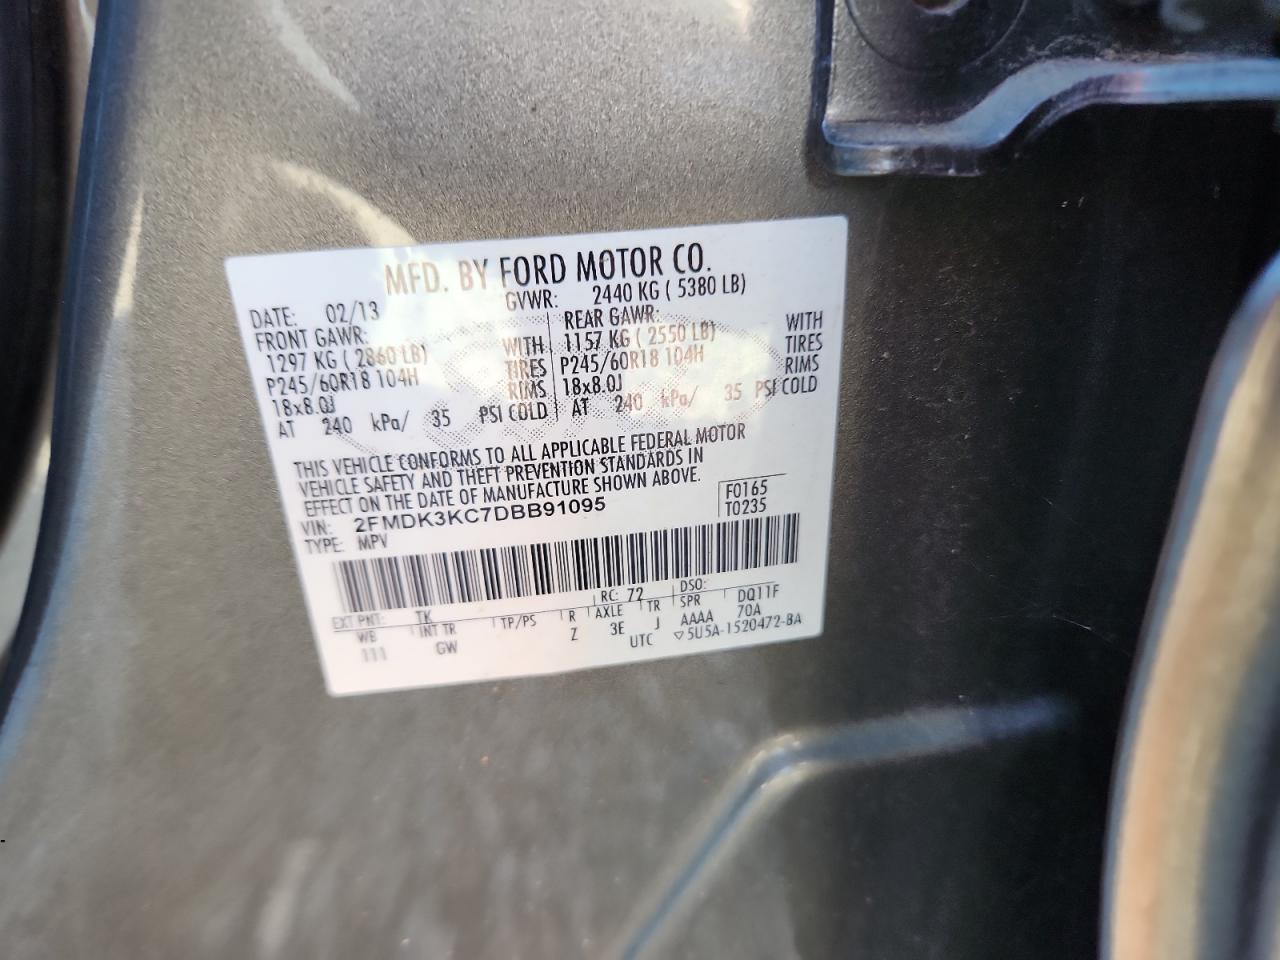 MFD. BY FORD MOTOR CO.
DATE: 02/13 GVWR: 2440 KG ( 5380 LB)
FRONT GAWR: REAR GAWR:
1297 KG ( 2860 LB) WITH 1157 KG ( 2550 LB) WITH
P245/60R18 104H TIRES P245/60R18 104H TIRES
18x8.0J RIMS 18x8.0J RIMS
AT 240 kPa/ 35 PSI COLD AT 240 kPa/ 35 PSI COLD
THIS VEHICLE CONFORMS TO ALL APPLICABLE FEDERAL MOTOR
VEHICLE SAFETY AND THEFT PREVENTION STANDARDS IN
EFFECT ON THE DATE OF MANUFACTURE SHOWN ABOVE.
VIN: 2FMDK3KC7DBB91095 F0165
TYPE: MPV T0235
EXT PNT: TK RC: 72 DSO:
WB INT TR TP/PS R AXLE TR SPR DQ11F
111 GW Z 3E J AAAA 70A
UTC ▽5U5A-1520472-BA